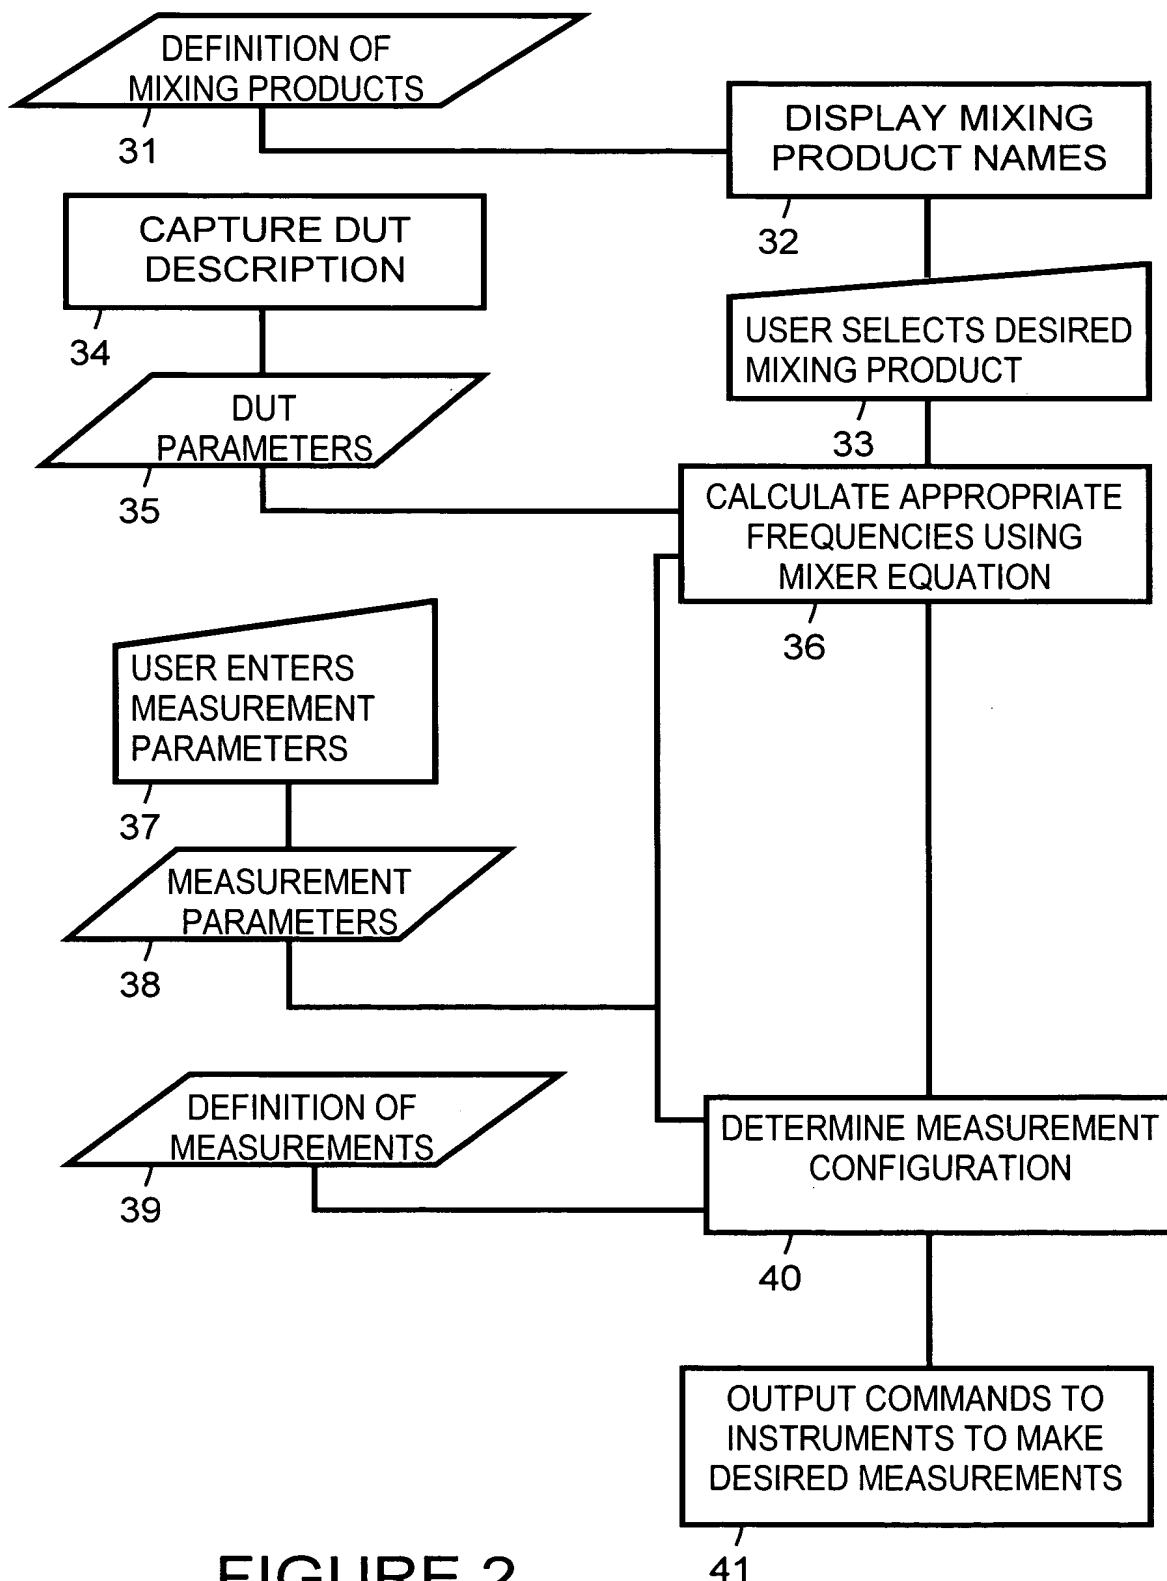 DEFINITION OF
MIXING PRODUCTS
31
DISPLAY MIXING
PRODUCT NAMES
32
CAPTURE DUT
DESCRIPTION
34
USER SELECTS DESIRED
MIXING PRODUCT
33
DUT
PARAMETERS
35
CALCULATE APPROPRIATE
FREQUENCIES USING
MIXER EQUATION
36
USER ENTERS
MEASUREMENT
PARAMETERS
37
MEASUREMENT
PARAMETERS
38
DEFINITION OF
MEASUREMENTS
39
DETERMINE MEASUREMENT
CONFIGURATION
40
OUTPUT COMMANDS TO
INSTRUMENTS TO MAKE
DESIRED MEASUREMENTS
41
FIGURE 2